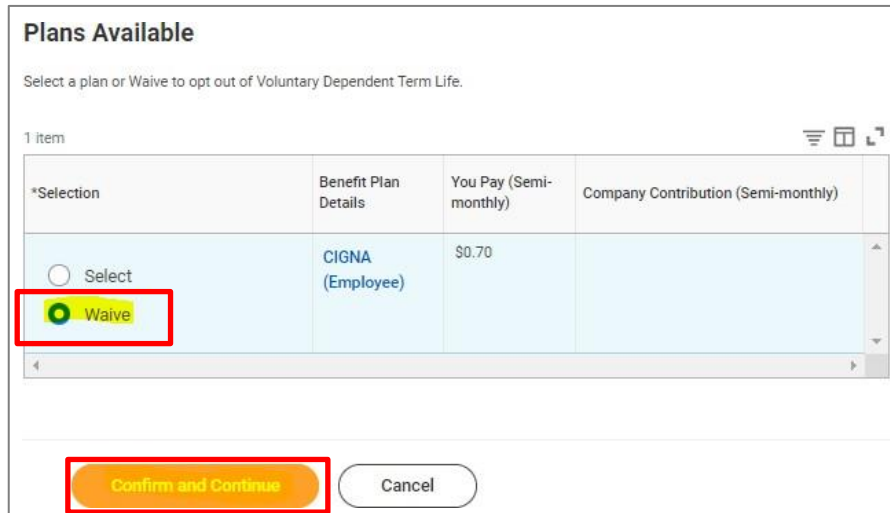 Plans Available
Select a plan or Waive to opt out of Voluntary Dependent Term Life.
1 item
*Selection
Benefit Plan
Details
You Pay (Semi-
monthly)
Company Contribution (Semi-monthly)
Select
Waive
CIGNA
(Employee)
$0.70
Confirm and Continue
Cancel